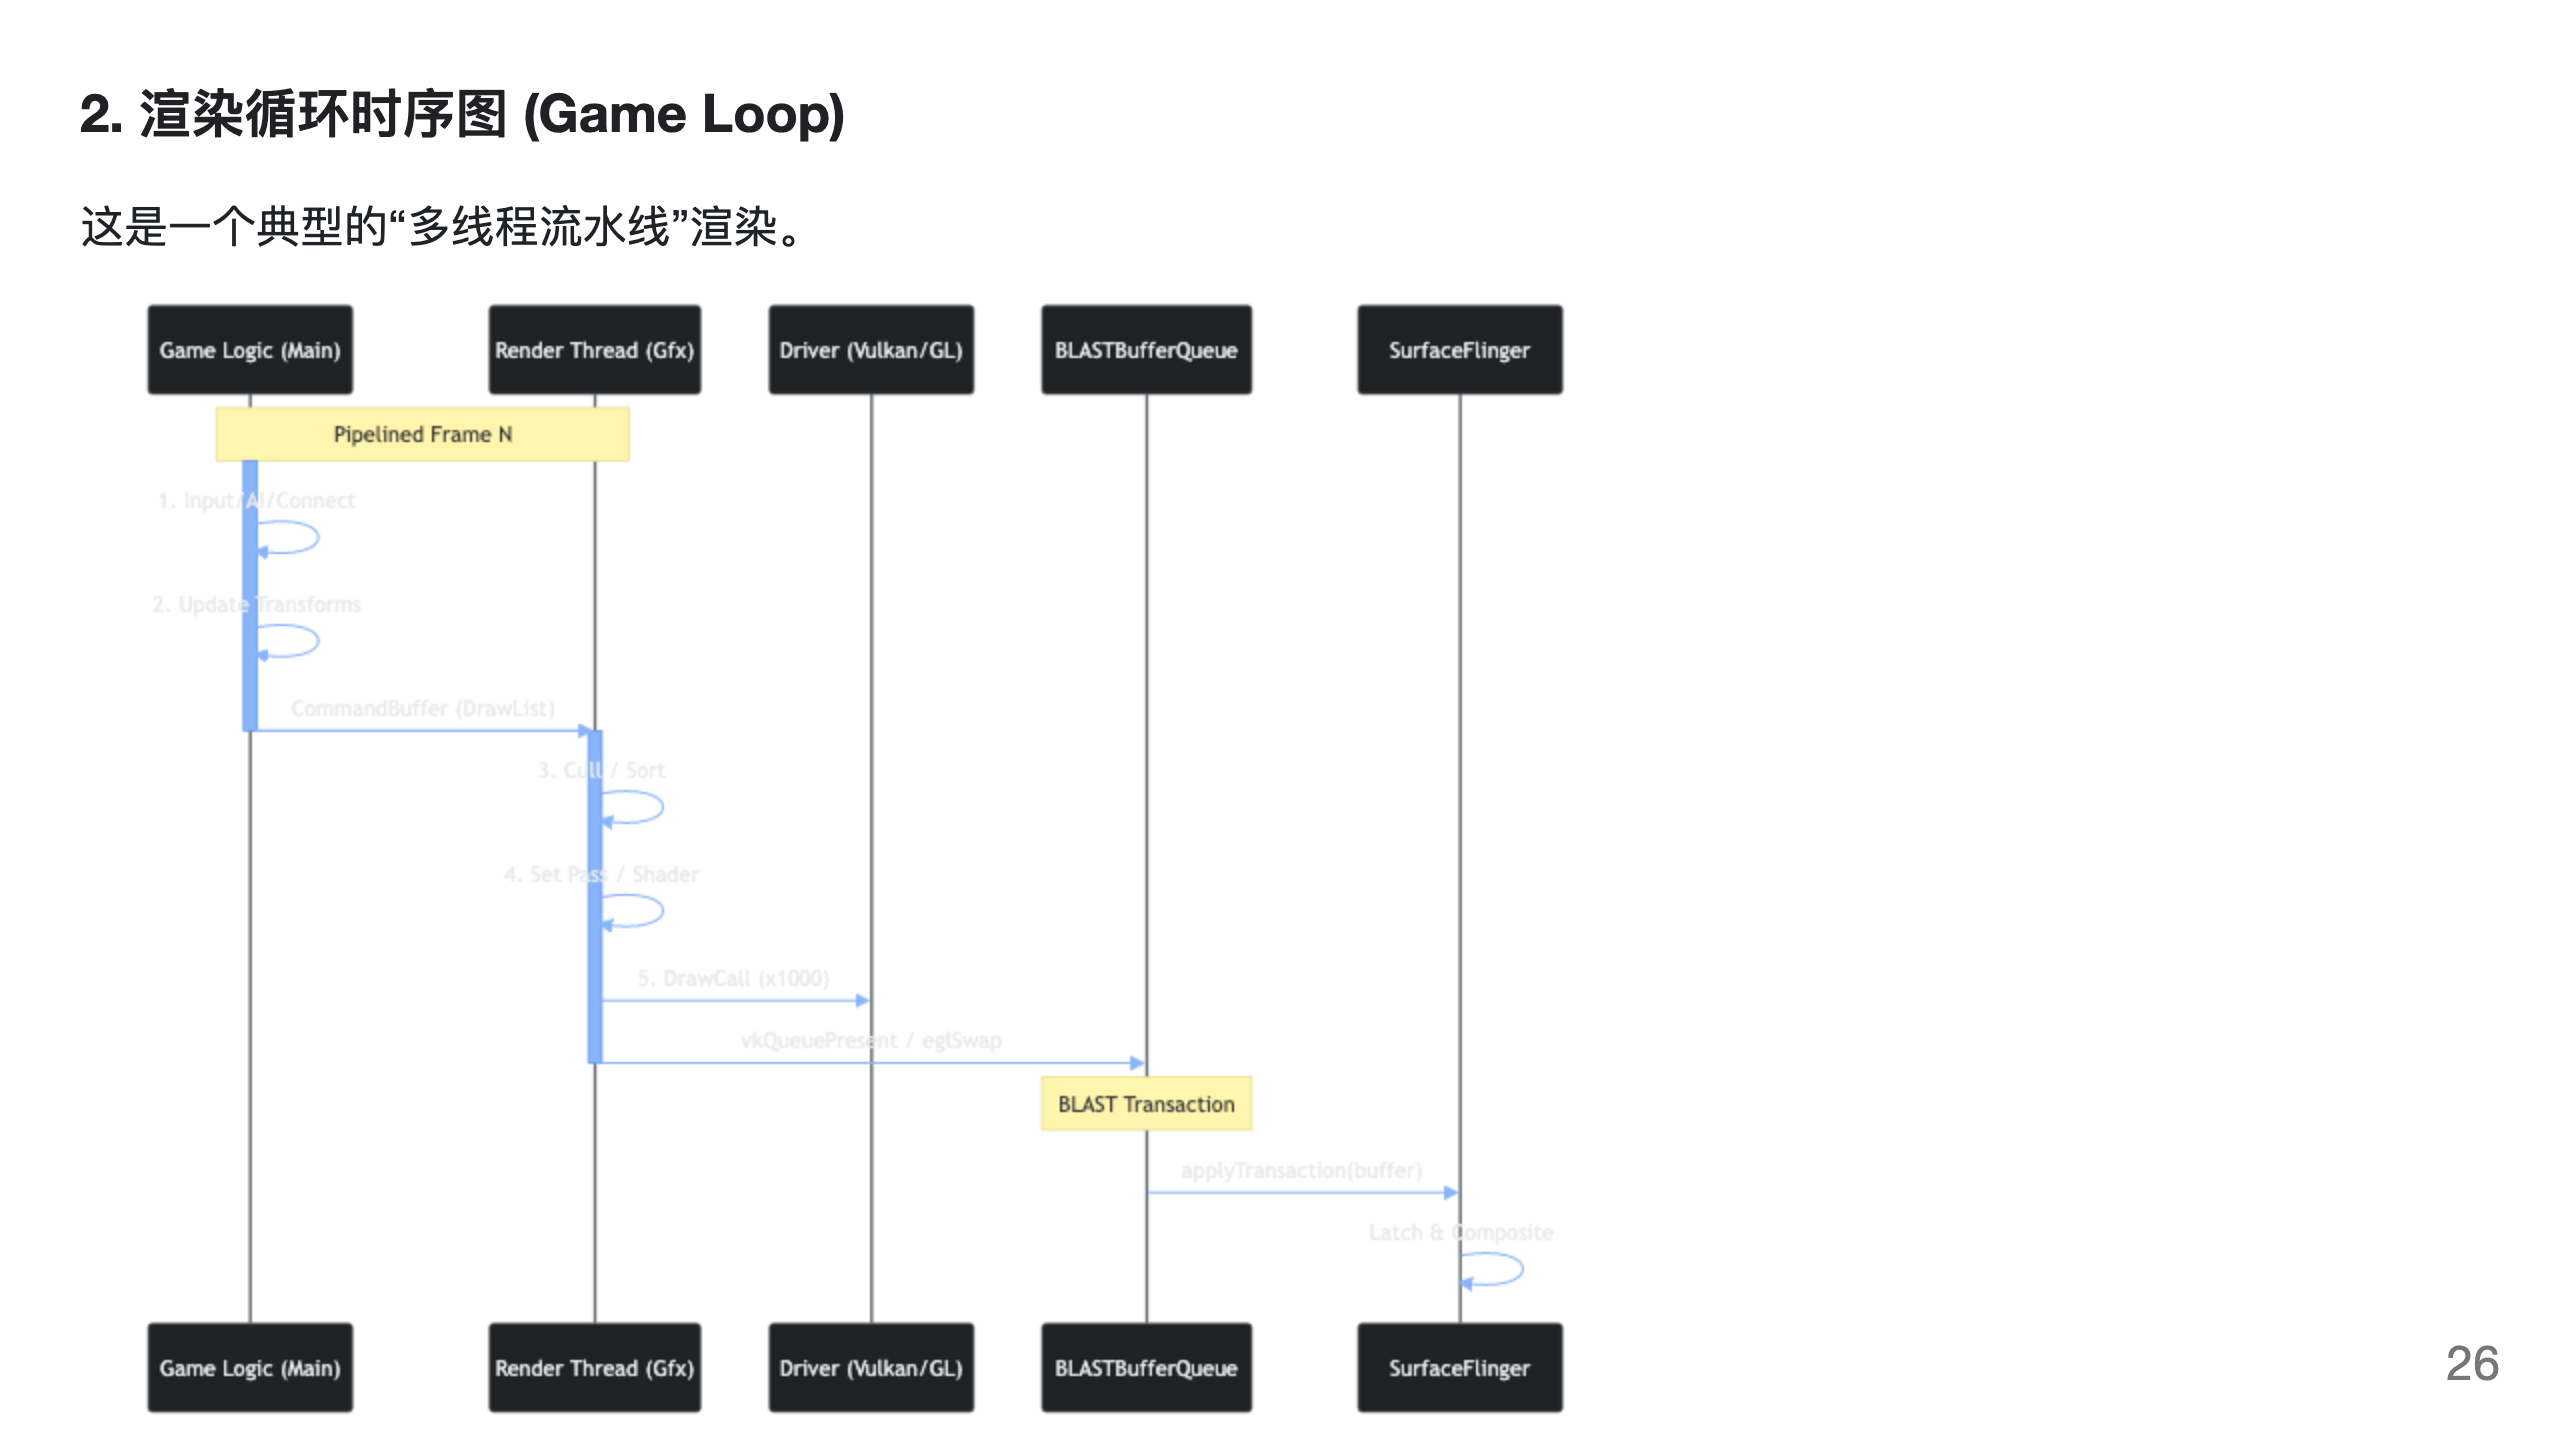 2. 渲染循环时序图 (Game Loop)
这是一个典型的“多线程流水线”渲染。
Game Logic (Main)
Render Thread (Gfx)
Driver (Vulkan/GL)
BLASTBufferQueue
SurfaceFlinger
Pipelined Frame N
1. Input/AI/Connect
2. Update Transforms
CommandBuffer (DrawList)
3. Cull / Sort
4. Set Pass / Shader
5. DrawCall (x1000)
vkQueuePresent / eglSwap
BLAST Transaction
applyTransaction(buffer)
Latch & Composite
Game Logic (Main)
Render Thread (Gfx)
Driver (Vulkan/GL)
BLASTBufferQueue
SurfaceFlinger
26